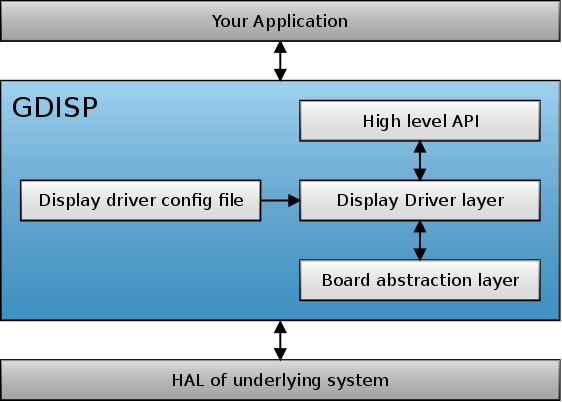 Your Application
GDISP
High level API
Display driver config file
Display Driver layer
Board abstraction layer
HAL of underlying system